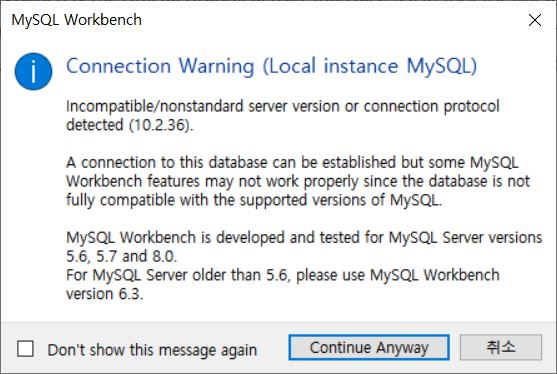 MySQL Workbench
Connection Warning (Local instance MySQL)
Incompatible/nonstandard server version or connection protocol
detected (10.2.36).
A connection to this database can be established but some MySQL
Workbench features may not work properly since the database is not
fully compatible with the supported versions of MySQL.
MySQL Workbench is developed and tested for MySQL Server versions
5.6, 5.7 and 8.0.
For MySQL Server older than 5.6, please use MySQL Workbench
version 6.3.
Don't show this message again
Continue Anyway
취소